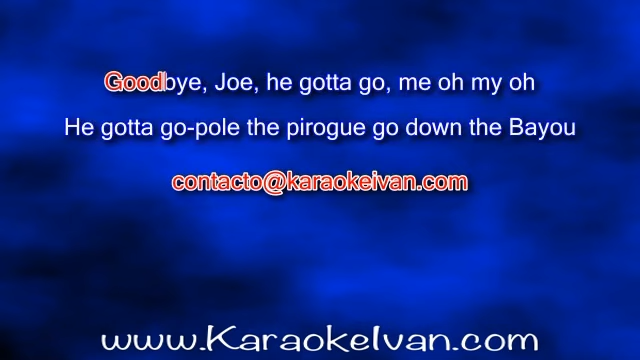 Goodbye, Joe, he gotta go, me oh my oh
He gotta go-pole the pirogue go down the Bayou
contacto@karaokeivan.com
www.KaraokeIvan.com